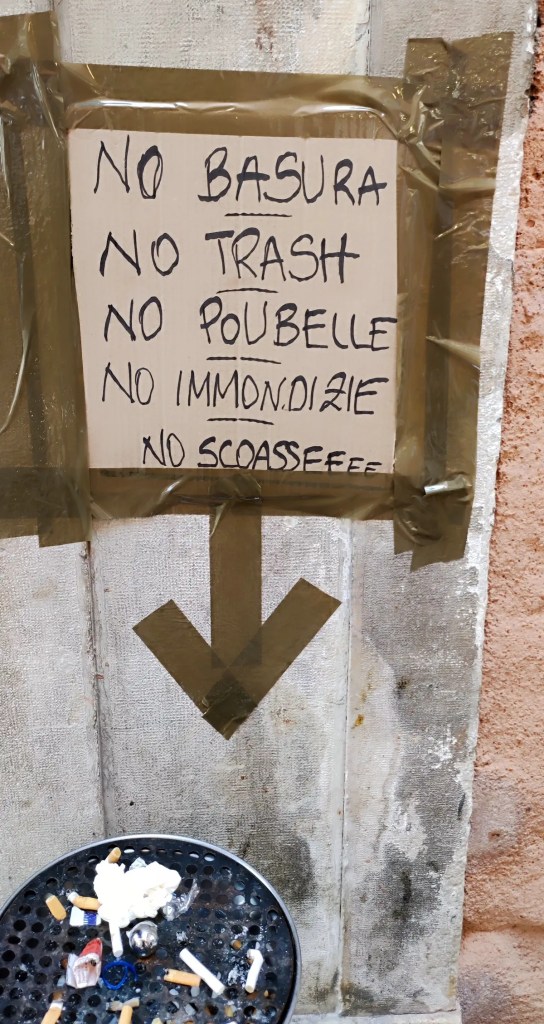 NO BASURA
NO TRASH
NO POUBELLE
NO IMMONDIZIE
NO SCOASSEEEE